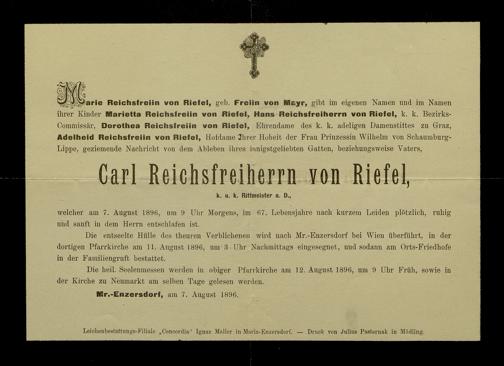 Marie Reichsfreiin von Riefel, geb. Freiin von Mayr, gibt im eigenen Namen und im Namen
ihrer Kinder Marietta Reichsfreiin von Riefel, Hans Reichsfreiherrn von Riefel, k. k. Bezirks-
Commissär, Dorothea Reichsfreiin von Riefel, Ehrendame des k. k. adeligen Damenstiftes zu Graz,
Adelheid Reichsfreiin von Riefel, Hofdame Ihrer Hoheit der Frau Prinzessin Wilhelm von Schaumburg-
Lippe, geziemende Nachricht von dem Ableben ihres innigstgeliebten Gatten, beziehungsweise Vaters,
Carl Reichsfreiherrn von Riefel,
k. u. k. Rittmeister a. D.,
welcher am 7. August 1896, um 9 Uhr Morgens, im 67. Lebensjahre nach kurzem Leiden plötzlich, ruhig
und sanft in dem Herrn entschlafen ist.
Die entseelte Hülle des theuren Verblichenen wird nach Mr.-Enzersdorf bei Wien überführt, in der
dortigen Pfarrkirche am 11. August 1896, um 3 Uhr Nachmittags eingesegnet, und sodann am Orts-Friedhofe
in der Familiengruft bestattet.
Die heil. Seelenmessen werden in obiger Pfarrkirche am 12. August 1896, um 9 Uhr Früh, sowie in
der Kirche zu Neumarkt am selben Tage gelesen werden.
Mr.-Enzersdorf, am 7. August 1896.
Leichenbestattungs-Filiale „Concordia" Ignaz Maller in Maria-Enzersdorf. — Druck von Julius Pasternak in Mödling.